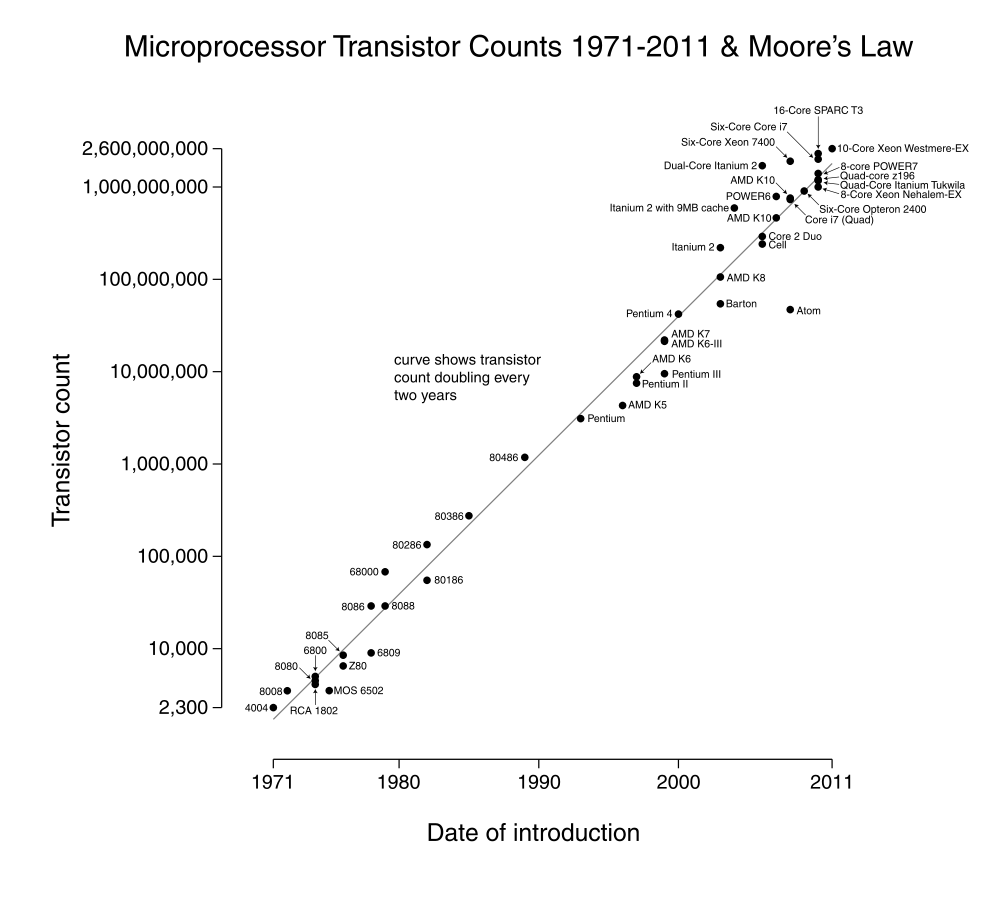 Microprocessor Transistor Counts 1971-2011 & Moore's Law
16-Core SPARC T3
Six-Core Core i7
Six-Core Xeon 7400
2,600,000,000
10-Core Xeon Westmere-EX
Dual-Core Itanium 2
8-core POWER7
Quad-core z196
AMD K10
1,000,000,000
Quad-Core Itanium Tukwila
8-Core Xeon Nehalem-EX
POWER6
Itanium 2 with 9MB cache
Six-Core Opteron 2400
AMD K10
Core i7 (Quad)
Core 2 Duo
Cell
Itanium 2
100,000,000
AMD K8
Barton
Atom
Pentium 4
AMD K7
AMD K6-III
curve shows transistor
count doubling every
two years
AMD K6
10,000,000
Pentium III
Pentium II
AMD K5
Pentium
Transistor count
80486
1,000,000
80386
80286
100,000
68000
80186
8086
8088
8085
6800
10,000
6809
8080
Z80
8008
MOS 6502
2,300
4004
RCA 1802
1971
1980
1990
2000
2011
Date of introduction